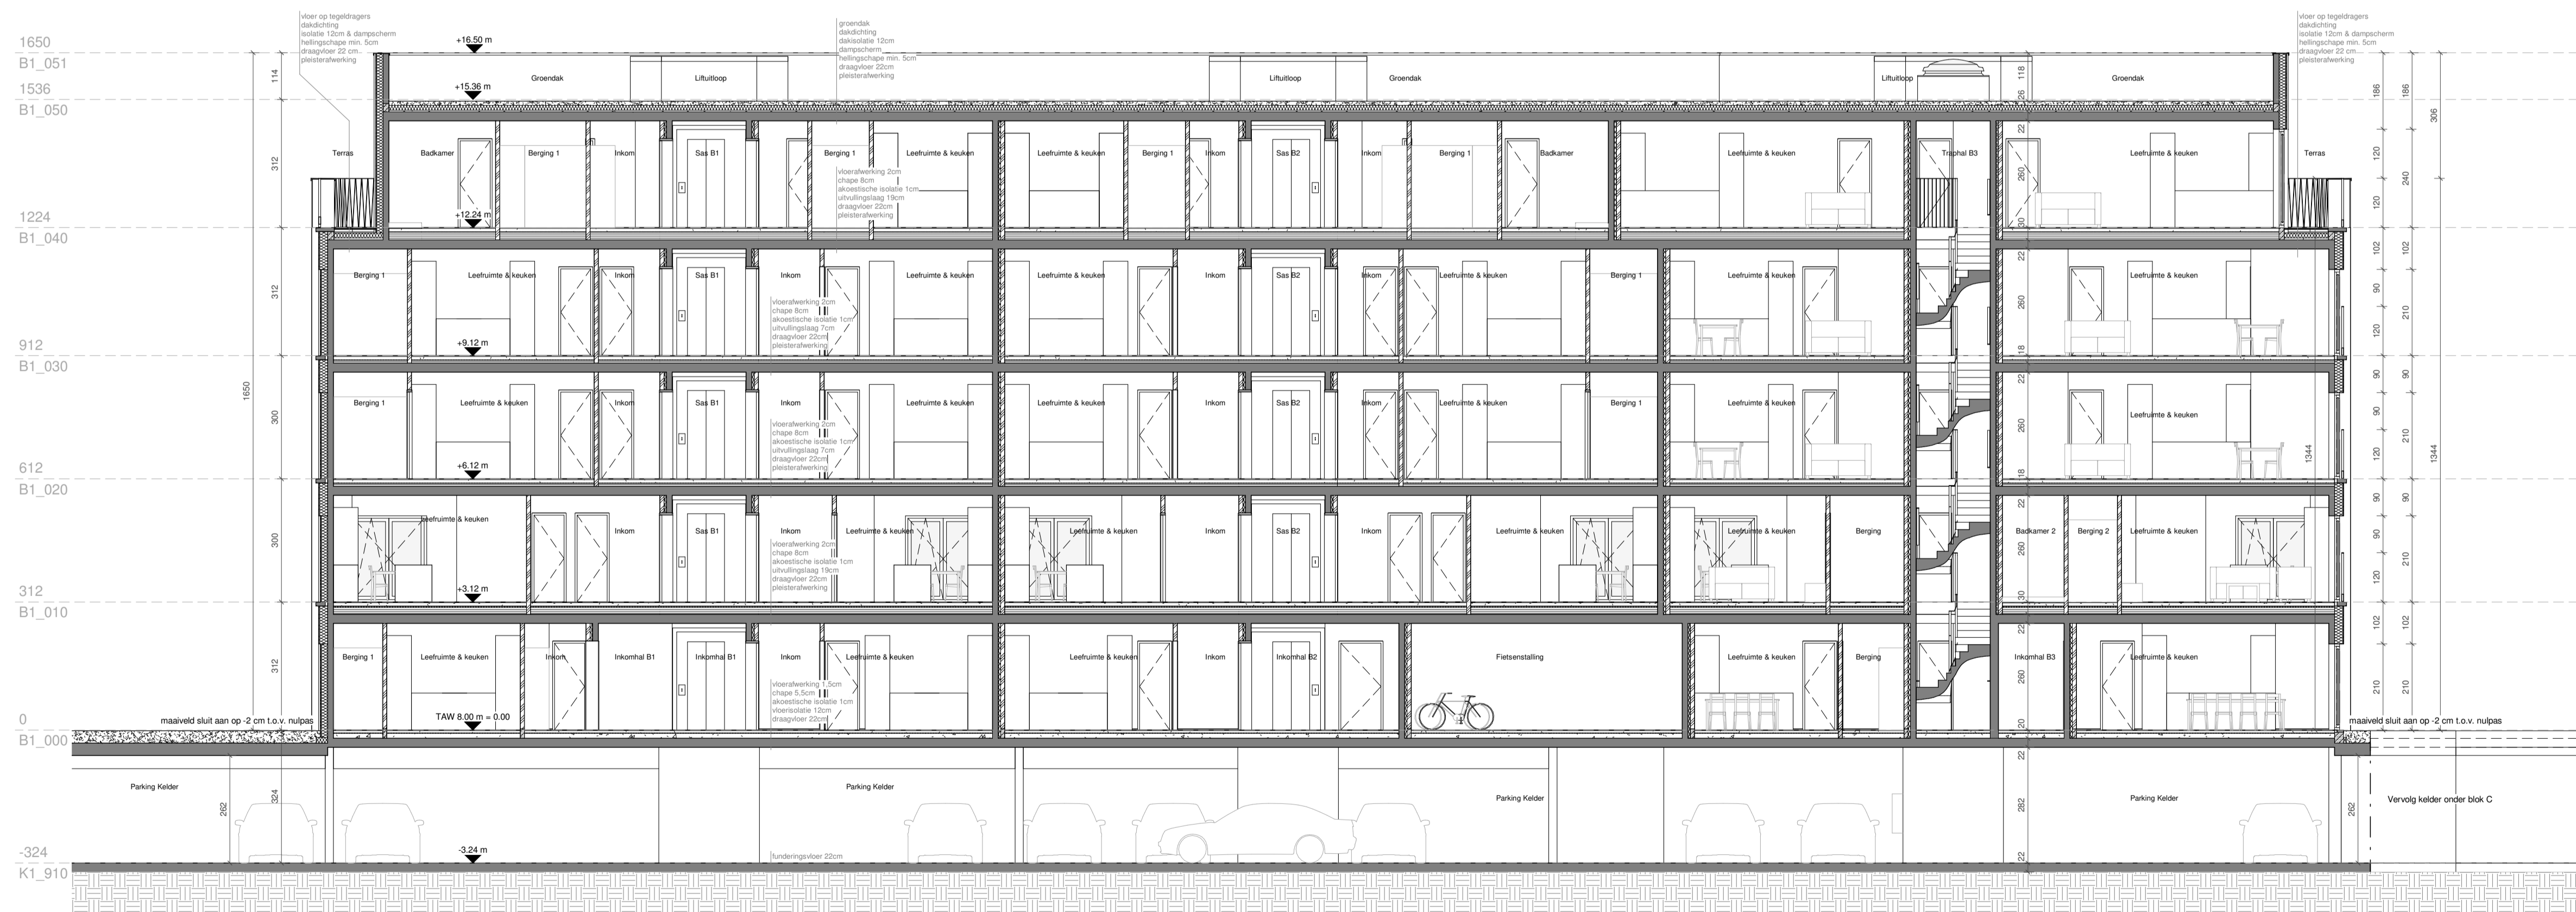 vloer op tegeldragers
dakdichting
isolatie 12cm & dampscherm
hellingschape min. 5cm
draagvloer 22 cm
pleisterafwerking
groendak
dakdichting
dakisolatie 12cm
dampscherm
hellingschape min. 5cm
draagvloer 22cm
pleisterafwerking
vloer op tegeldragers
dakdichting
isolatie 12cm & dampscherm
hellingschape min. 5cm
draagvloer 22 cm
pleisterafwerking
1650
B1_051
+16.50 m
114
Groendak
Liftuitloop
Liftuitloop
Groendak
Liftuitloop
Groendak
118
186
186
306
1536
B1_050
+15.36 m
26
22
Terras
Badkamer
Berging 1
Inkom
Sas B1
Berging 1
Leefruimte & keuken
Leefruimte & keuken
Berging 1
Inkom
Sas B2
Inkom
Berging 1
Badkamer
Leefruimte & keuken
Traphal B3
Leefruimte & keuken
Terras
312
260
120
240
120
vloerafwerking 2cm
chape 8cm
akoestische isolatie 1cm
uitvullingslaag 19cm
draagvloer 22cm
pleisterafwerking
1224
B1_040
+12.24 m
30
22
102
102
Berging 1
Leefruimte & keuken
Inkom
Sas B1
Inkom
Leefruimte & keuken
Leefruimte & keuken
Inkom
Sas B2
Inkom
Leefruimte & keuken
Berging 1
Leefruimte & keuken
Leefruimte & keuken
312
260
90
210
120
vloerafwerking 2cm
chape 8cm
akoestische isolatie 1cm
uitvullingslaag 7cm
draagvloer 22cm
pleisterafwerking
912
B1_030
+9.12 m
18
22
90
90
1650
Berging 1
Leefruimte & keuken
Inkom
Sas B1
Inkom
Leefruimte & keuken
Leefruimte & keuken
Inkom
Sas B2
Inkom
Leefruimte & keuken
Berging 1
Leefruimte & keuken
Leefruimte & keuken
300
260
90
210
120
1344
1344
vloerafwerking 2cm
chape 8cm
akoestische isolatie 1cm
uitvullingslaag 7cm
draagvloer 22cm
pleisterafwerking
612
B1_020
+6.12 m
18
22
90
90
Leefruimte & keuken
Inkom
Sas B1
Inkom
Leefruimte & keuken
Leefruimte & keuken
Inkom
Sas B2
Inkom
Leefruimte & keuken
Leefruimte & keuken
Berging
Badkamer 2
Berging 2
Leefruimte & keuken
300
260
90
210
120
vloerafwerking 2cm
chape 8cm
akoestische isolatie 1cm
uitvullingslaag 19cm
draagvloer 22cm
pleisterafwerking
312
B1_010
+3.12 m
30
22
102
102
Berging 1
Leefruimte & keuken
Inkom
Inkomhal B1
Inkomhal B1
Inkom
Leefruimte & keuken
Leefruimte & keuken
Inkom
Inkomhal B2
Fietsenstalling
Leefruimte & keuken
Berging
Inkomhal B3
Leefruimte & keuken
312
260
210
210
vloerafwerking 1,5cm
chape 5,5cm
akoestische isolatie 1cm
vloerisolatie 12cm
draagvloer 22cm
0
B1_000
maaiveld sluit aan op -2 cm t.o.v. nulpas
TAW 8.00 m = 0.00
20
22
maaiveld sluit aan op -2 cm t.o.v. nulpas
Parking Kelder
Parking Kelder
Parking Kelder
Parking Kelder
Vervolg kelder onder blok C
262
324
282
262
-324
K1_910
-3.24 m
funderingsvloer 22cm
22